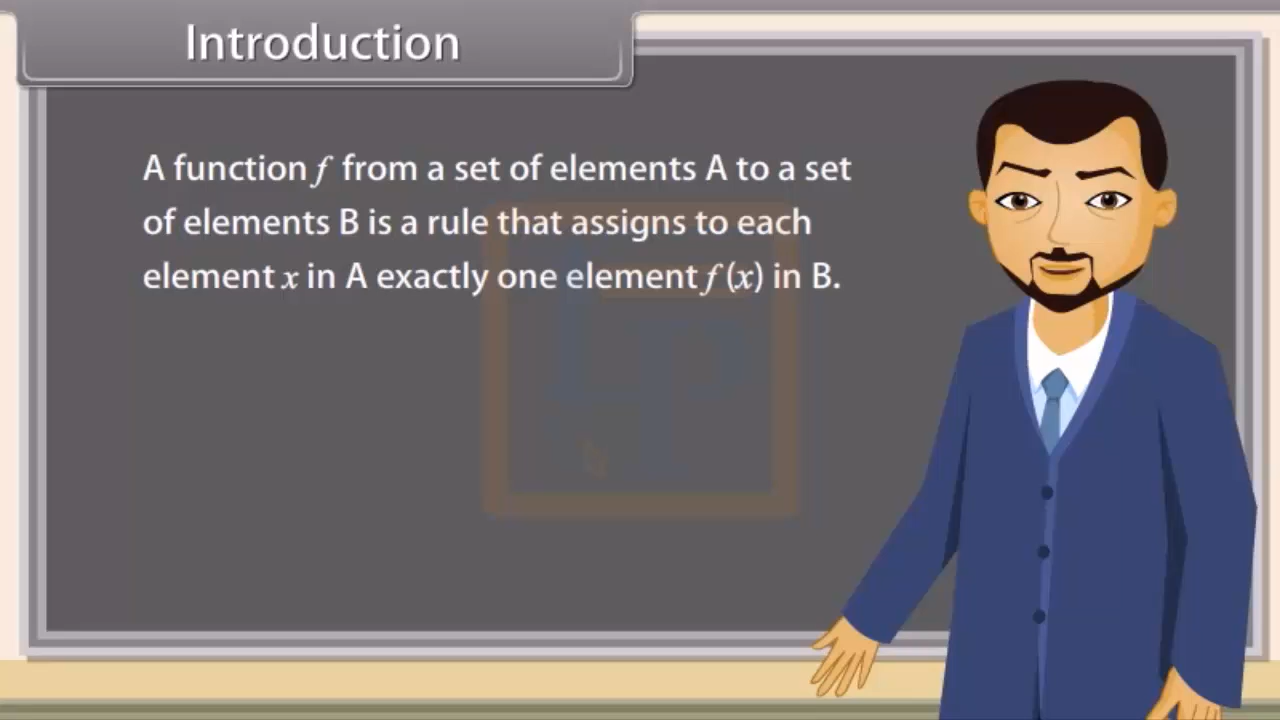 Introduction
A function f from a set of elements A to a set
of elements B is a rule that assigns to each
element x in A exactly one element f (x) in B.